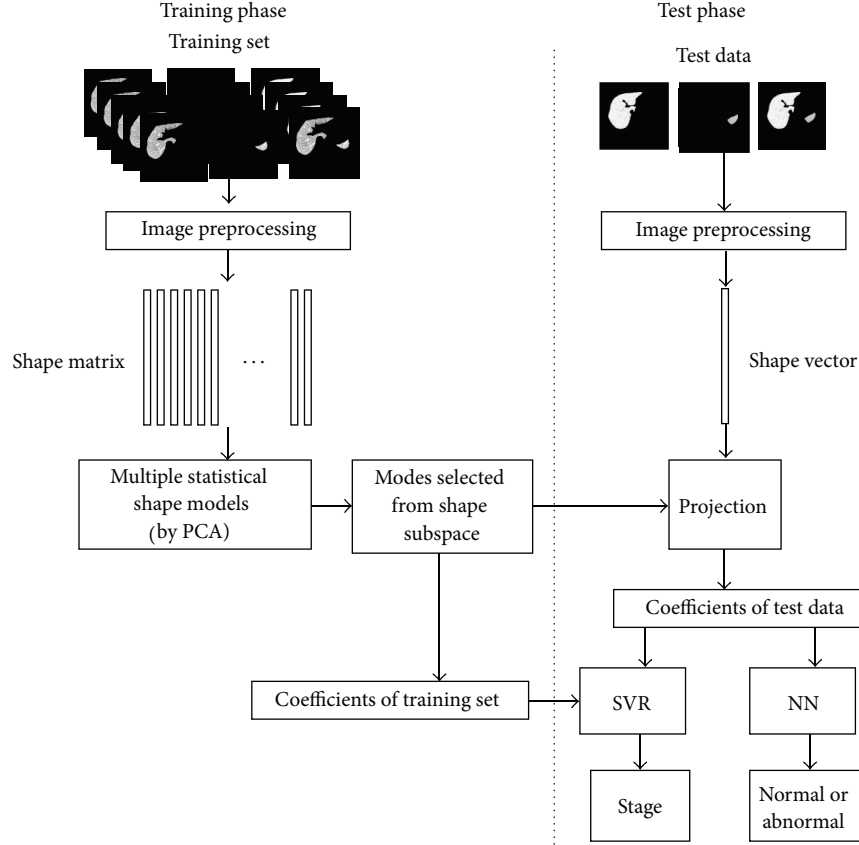 Training phase
Training set
Test phase
Test data
Image preprocessing
Image preprocessing
Shape matrix
...
Shape vector
Multiple statistical
shape models
(by PCA)
Modes selected
from shape
subspace
Projection
Coefficients of test data
Coefficients of training set
SVR
NN
Stage
Normal or
abnormal